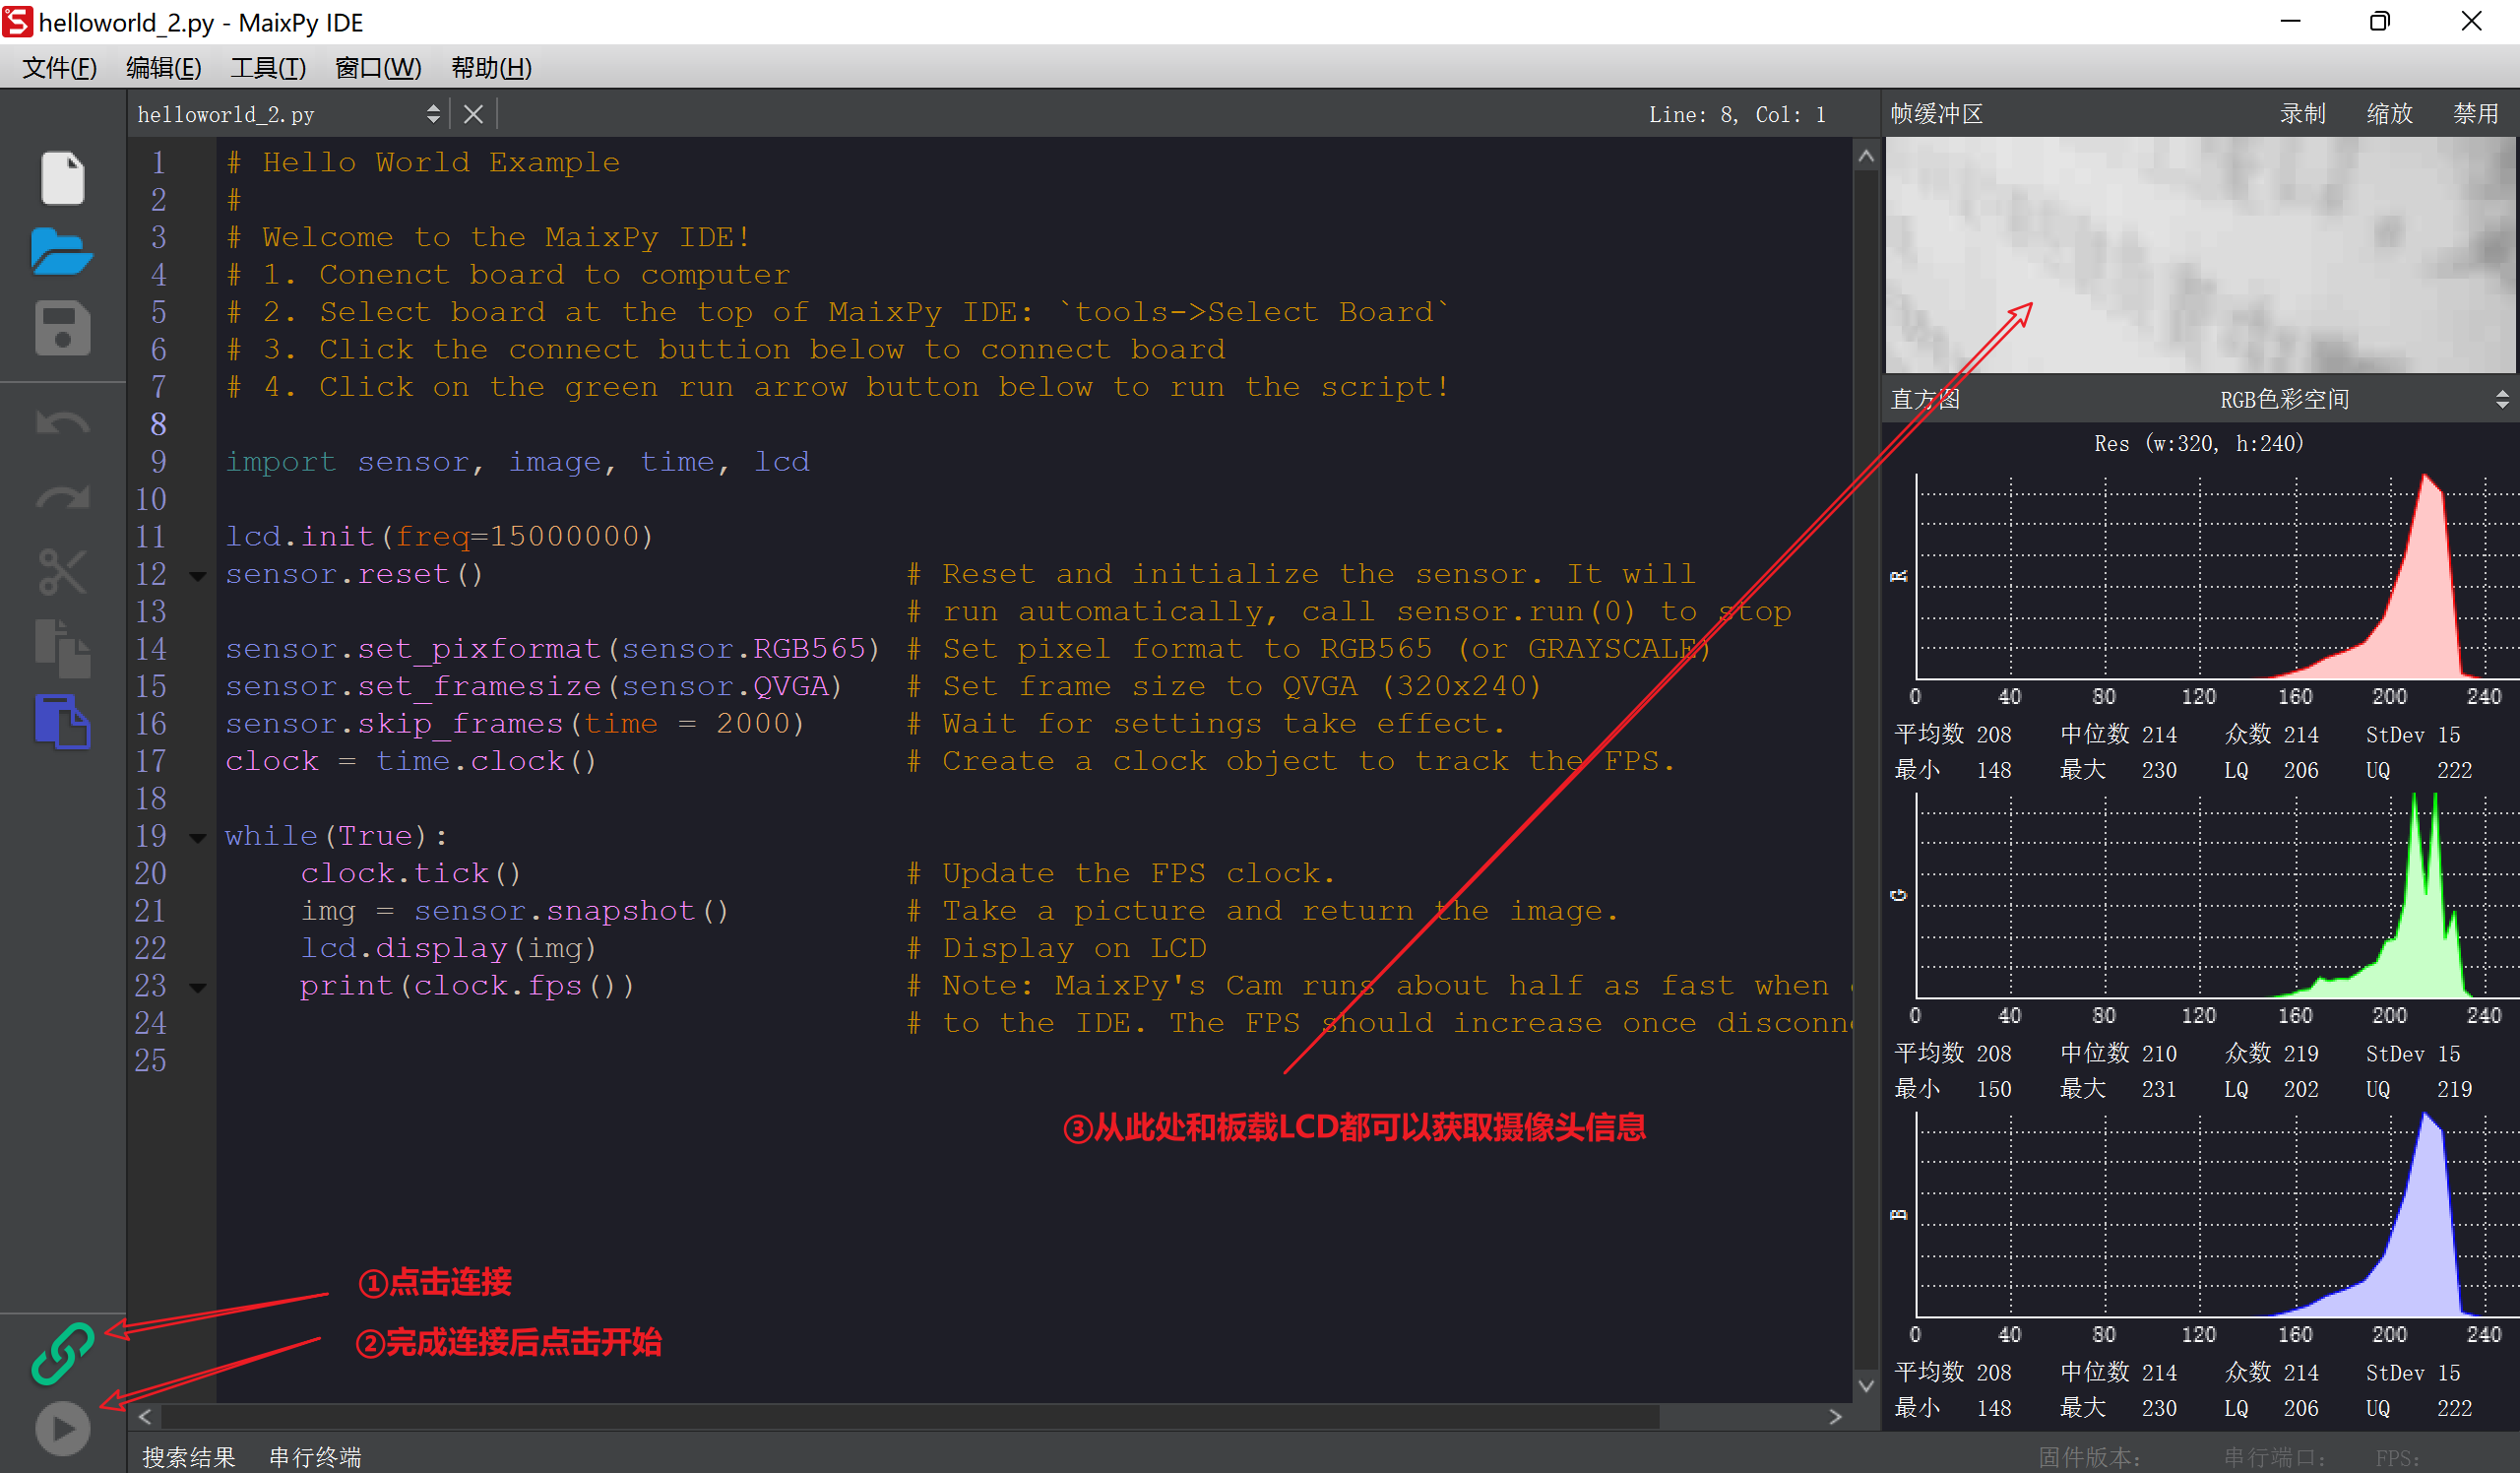 helloworld_2.py - MaixPy IDE
文件(F) 编辑(E) 工具(T) 窗口(W) 帮助(H)
helloworld_2.py Line: 8, Col: 1
1 # Hello World Example
2 #
3 # Welcome to the MaixPy IDE!
4 # 1. Conenct board to computer
5 # 2. Select board at the top of MaixPy IDE: `tools->Select Board`
6 # 3. Click the connect buttion below to connect board
7 # 4. Click on the green run arrow button below to run the script!
8
9 import sensor, image, time, lcd
10
11 lcd.init(freq=15000000)
12 sensor.reset() # Reset and initialize the sensor. It will
13 # run automatically, call sensor.run(0) to stop
14 sensor.set_pixformat(sensor.RGB565) # Set pixel format to RGB565 (or GRAYSCALE)
15 sensor.set_framesize(sensor.QVGA) # Set frame size to QVGA (320x240)
16 sensor.skip_frames(time = 2000) # Wait for settings take effect.
17 clock = time.clock() # Create a clock object to track the FPS.
18
19 while(True):
20 clock.tick() # Update the FPS clock.
21 img = sensor.snapshot() # Take a picture and return the image.
22 lcd.display(img) # Display on LCD
23 print(clock.fps()) # Note: MaixPy's Cam runs about half as fast when
24 # to the IDE. The FPS should increase once disconn
25
③从此处和板载LCD都可以获取摄像头信息
①点击连接
②完成连接后点击开始
搜索结果 串行终端
帧缓冲区 录制 缩放 禁用
直方图 RGB色彩空间
Res (w:320, h:240)
R
0 40 80 120 160 200 240
平均数 208 中位数 214 众数 214 StDev 15
最小 148 最大 230 LQ 206 UQ 222
G
0 40 80 120 160 200 240
平均数 208 中位数 210 众数 219 StDev 15
最小 150 最大 231 LQ 202 UQ 219
B
0 40 80 120 160 200 240
平均数 208 中位数 214 众数 214 StDev 15
最小 148 最大 230 LQ 206 UQ 222
固件版本: 串行端口: FPS: